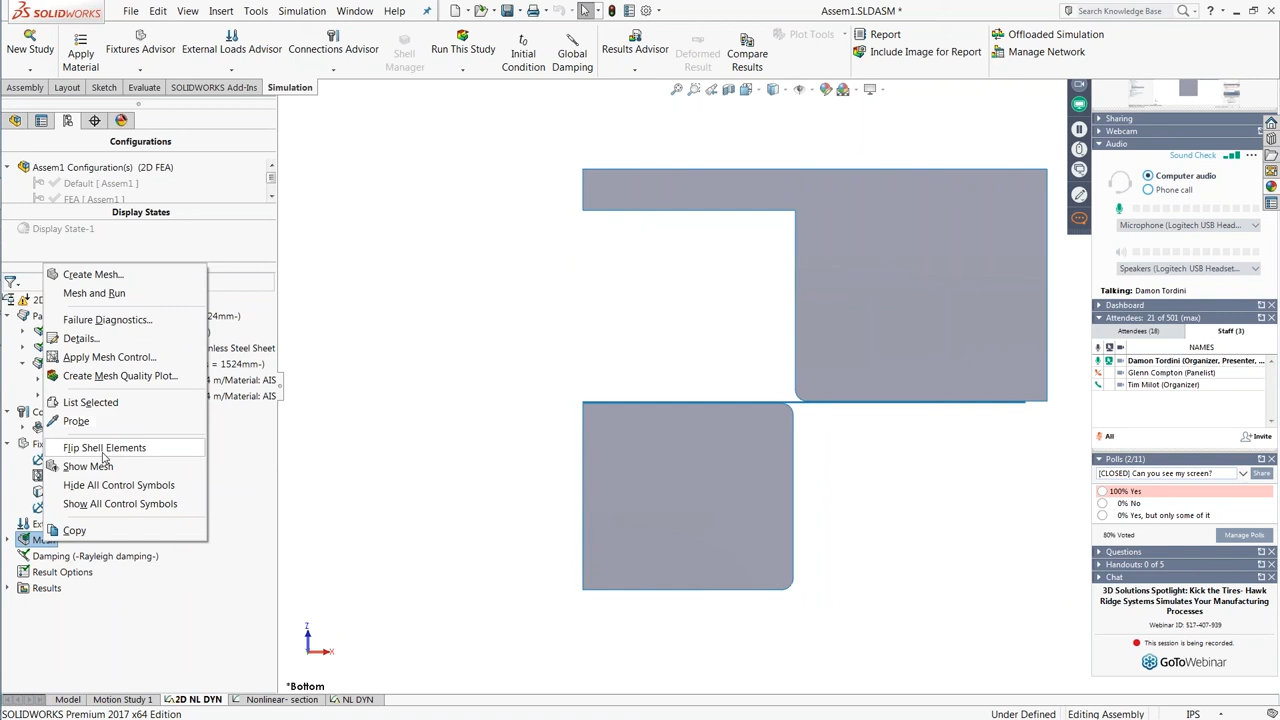 SOLIDWORKS
File Edit View Insert Tools Simulation Window Help
Assem1.SLDASM *
Search Knowledge Base
New Study
Apply Material
Fixtures Advisor
External Loads Advisor
Connections Advisor
Shell Manager
Run This Study
Initial Condition
Global Damping
Results Advisor
Deformed Result
Compare Results
Plot Tools
Report
Include Image for Report
Offloaded Simulation
Manage Network
Assembly Layout Sketch Evaluate SOLIDWORKS Add-Ins Simulation
Configurations
Assem1 Configuration(s) (2D FEA)
Default [ Assem1 ]
FEA [ Assem1 ]
Display States
Display State-1
Create Mesh...
Mesh and Run
Failure Diagnostics...
Details...
Apply Mesh Control...
Create Mesh Quality Plot...
List Selected
Probe
Flip Shell Elements
Show Mesh
Hide All Control Symbols
Show All Control Symbols
Copy
24mm-)
inless Steel Sheet
= 1524mm-)
4 m/Material: AIS
4 m/Material: AIS
Damping (-Rayleigh damping-)
Result Options
Results
Z
X
*Bottom
Sharing
Webcam
Audio
Sound Check
Computer audio
Phone call
Microphone (Logitech USB Head...
Speakers (Logitech USB Headset...
Talking: Damon Tordini
Dashboard
Attendees: 21 of 501 (max)
Attendees (18) Staff (3)
NAMES
Damon Tordini (Organizer, Presenter, ...
Glenn Compton (Panelist)
Tim Milot (Organizer)
All
Invite
Polls (2/11)
[CLOSED] Can you see my screen?
Share
100% Yes
0% No
0% Yes, but only some of it
80% Voted
Manage Polls
Questions
Handouts: 0 of 5
Chat
3D Solutions Spotlight: Kick the Tires- Hawk
Ridge Systems Simulates Your Manufacturing
Processes
Webinar ID: 517-407-939
This session is being recorded.
GoToWebinar
Model Motion Study 1 2D NL DYN Nonlinear- section NL DYN
SOLIDWORKS Premium 2017 x64 Edition
Under Defined Editing Assembly IPS